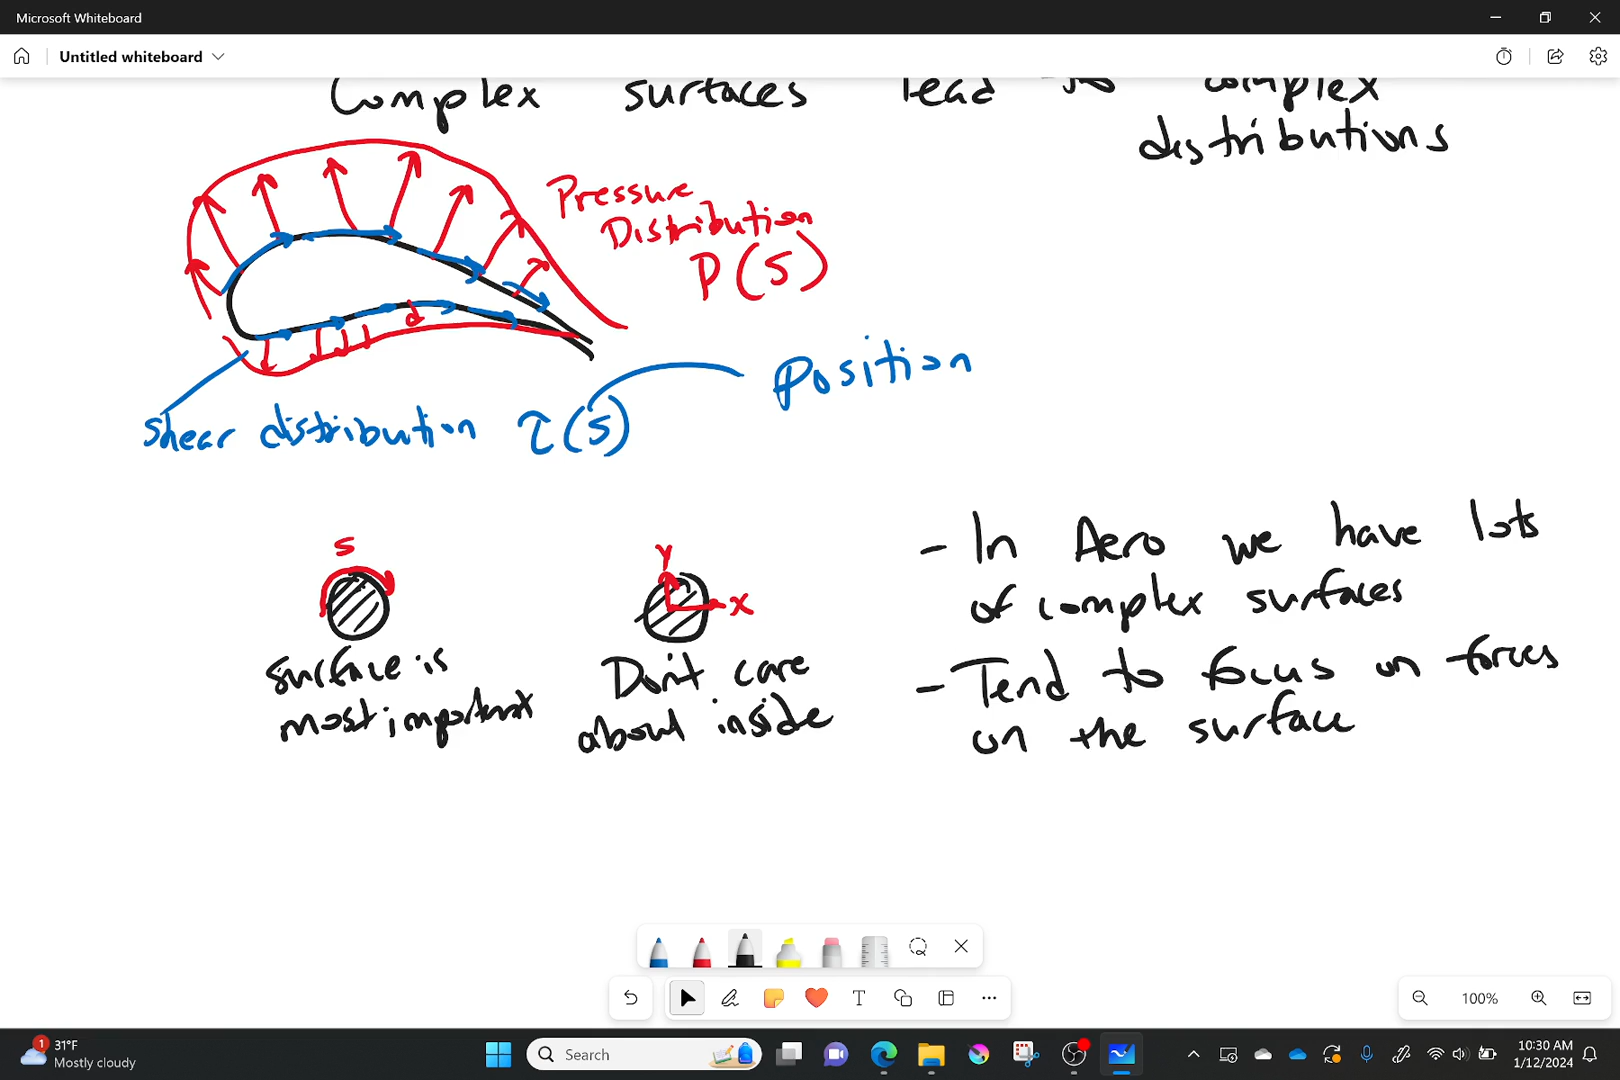 Microsoft Whiteboard
Untitled whiteboard
Complex surfaces lead to complex
distributions
Pressure
Distribution
P(s)
Position
Shear distribution τ(s)
s
Surface is
most important
Y
X
Don't care
about inside
- In Aero we have lots
of complex surfaces
- Tend to focus on forces
on the surface
T
100%
1
31°F
Mostly cloudy
Search
10:30 AM
1/12/2024